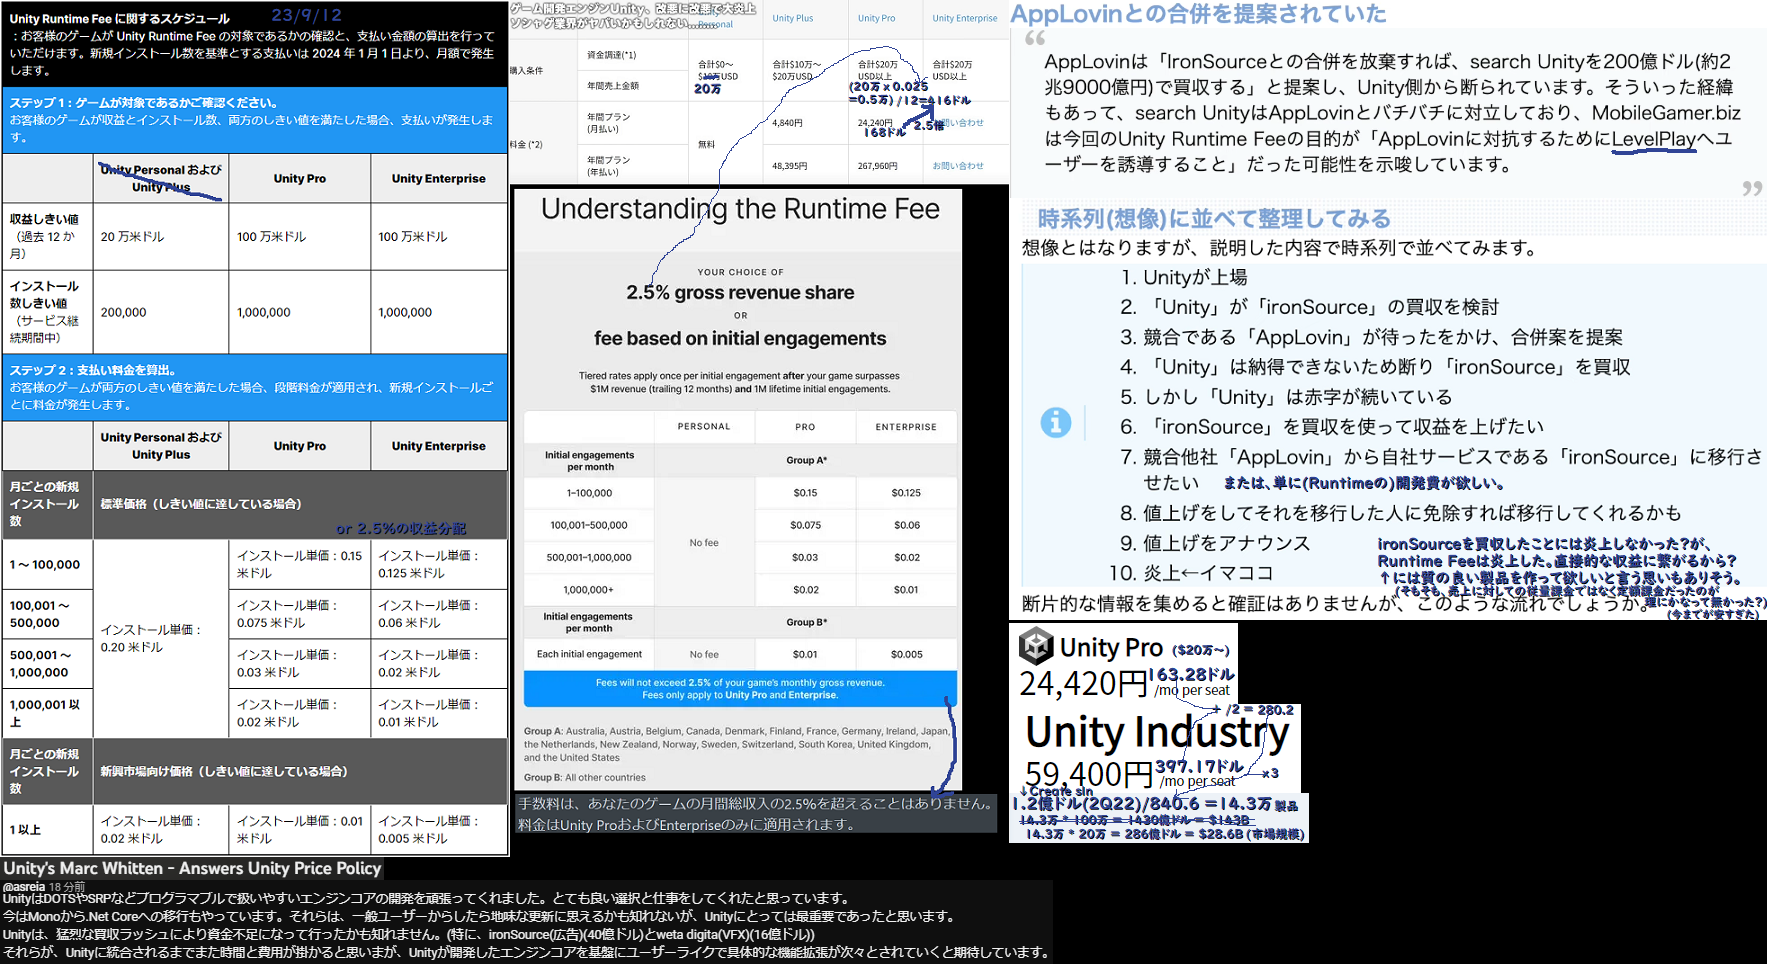 Unity Runtime Fee に関するスケジュール
23/9/12
：お客様のゲームが Unity Runtime Fee の対象であるかの確認と、支払い金額の算出を行って
いただけます。新規インストール数を基準とする支払いは 2024 年 1 月 1 日より、月額で発生
します。
ステップ 1：ゲームが対象であるかご確認ください。
お客様のゲームが収益とインストール数、両方のしきい値を満たした場合、支払いが発生しま
す。
Unity Personal および
Unity Plus
Unity Pro
Unity Enterprise
収益しきい値
（過去 12 か
月）
20 万米ドル
100 万米ドル
100 万米ドル
インストール
数しきい値
（サービス継
続期間中）
200,000
1,000,000
1,000,000
ステップ 2：支払い料金を算出。
お客様のゲームが両方のしきい値を満たした場合、段階料金が適用され、新規インストールご
とに料金が発生します。
Unity Personal および
Unity Plus
Unity Pro
Unity Enterprise
月ごとの新規
インストール
数
標準価格（しきい値に達している場合）
or 2.5%の収益分配
1 ～ 100,000
インストール単価：0.15
米ドル
インストール単価：
0.125 米ドル
100,001 ～
500,000
インストール単価：
0.20 米ドル
インストール単価：
0.075 米ドル
インストール単価：
0.06 米ドル
500,001 ～
1,000,000
インストール単価：
0.03 米ドル
インストール単価：
0.02 米ドル
1,000,001 以
上
インストール単価：
0.02 米ドル
インストール単価：
0.01 米ドル
月ごとの新規
インストール
数
新興市場向け価格（しきい値に達している場合）
1 以上
インストール単価：
0.02 米ドル
インストール単価：0.01
米ドル
インストール単価：
0.005 米ドル
ゲーム開発エンジンUnity、改悪に改悪で大炎上
ソシャゲ業界がヤバいかもしれない........
Personal
Unity Plus
Unity Pro
Unity Enterprise
購入条件
資金調達(*1)
年間売上金額
合計$0～
$10万USD
20万
合計$10万～
$20万USD
合計$20万
USD以上
(20万 x 0.025
=0.5万) /12=416ドル
合計$20万
USD以上
料金 (*2)
年間プラン
(月払い)
無料
4,840円
24,240円
168ドル
2.5倍
お問い合わせ
年間プラン
(年払い)
48,395円
267,960円
お問い合わせ
Understanding the Runtime Fee
YOUR CHOICE OF
2.5% gross revenue share
OR
fee based on initial engagements
Tiered rates apply once per initial engagement after your game surpasses
$1M revenue (trailing 12 months) and 1M lifetime initial engagements.
PERSONAL
PRO
ENTERPRISE
Initial engagements
per month
Group A*
1–100,000
$0.15
$0.125
100,001–500,000
$0.075
$0.06
No fee
500,001–1,000,000
$0.03
$0.02
1,000,000+
$0.02
$0.01
Initial engagements
per month
Group B*
Each initial engagement
No fee
$0.01
$0.005
Fees will not exceed 2.5% of your game's monthly gross revenue.
Fees only apply to Unity Pro and Enterprise.
Group A: Australia, Austria, Belgium, Canada, Denmark, Finland, France, Germany, Ireland, Japan,
the Netherlands, New Zealand, Norway, Sweden, Switzerland, South Korea, United Kingdom,
and the United States
Group B: All other countries
手数料は、あなたのゲームの月間総収入の2.5%を超えることはありません。
料金はUnity ProおよびEnterpriseのみに適用されます。
AppLovinとの合併を提案されていた
“
AppLovinは「IronSourceとの合併を放棄すれば、search Unityを200億ドル(約2
兆9000億円)で買収する」と提案し、Unity側から断られています。そういった経緯
もあって、search UnityはAppLovinとバチバチに対立しており、MobileGamer.biz
は今回のUnity Runtime Feeの目的が「AppLovinに対抗するためにLevelPlayへユ
ーザーを誘導すること」だった可能性を示唆しています。
”
時系列(想像)に並べて整理してみる
想像とはなりますが、説明した内容で時系列で並べてみます。
1. Unityが上場
2. 「Unity」が「ironSource」の買収を検討
3. 競合である「AppLovin」が待ったをかけ、合併案を提案
4. 「Unity」は納得できないため断り「ironSource」を買収
5. しかし「Unity」は赤字が続いている
6. 「ironSource」を買収を使って収益を上げたい
7. 競合他社「AppLovin」から自社サービスである「ironSource」に移行さ
せたい
または、単に(Runtimeの)開発費が欲しい。
8. 値上げをしてそれを移行した人に免除すれば移行してくれるかも
9. 値上げをアナウンス
10. 炎上←イマココ
ironSourceを買収したことには炎上しなかった?が、
Runtime Feeは炎上した。直接的な収益に繋がるから?
↑には質の良い製品を作って欲しいと言う思いもありそう。
(そもそも、売上に対しての従量課金ではなく定額課金だったのが
理にかなって無かった?)
(今までが安すぎた)
断片的な情報を集めると確証はありませんが、このような流れでしょうか。
Unity Pro ($20万～)
24,420円 /mo per seat
163.28ドル
+ /2 = 280.2
Unity Industry
59,400円 /mo per seat
397.17ドル
x3
↓Create sln
1.2億ドル(2Q22)/840.6 =14.3万 製品
14.3万 * 100万 = 1430億ドル = $143B
14.3万 * 20万 = 286億ドル = $28.6B (市場規模)
Unity's Marc Whitten - Answers Unity Price Policy
@asreia 18 分前
UnityはDOTSやSRPなどプログラマブルで扱いやすいエンジンコアの開発を頑張ってくれました。とても良い選択と仕事をしてくれたと思っています。
今はMonoから.Net Coreへの移行もやっています。それらは、一般ユーザーからしたら地味な更新に思えるかも知れないが、Unityにとっては最重要であったと思います。
Unityは、猛烈な買収ラッシュにより資金不足になって行ったかも知れません。(特に、ironSource(広告)(40億ドル)とweta digita(VFX)(16億ドル))
それらが、Unityに統合されるまでまた時間と費用が掛かると思いまが、Unityが開発したエンジンコアを基盤にユーザーライクで具体的な機能拡張が次々とされていくと期待しています。